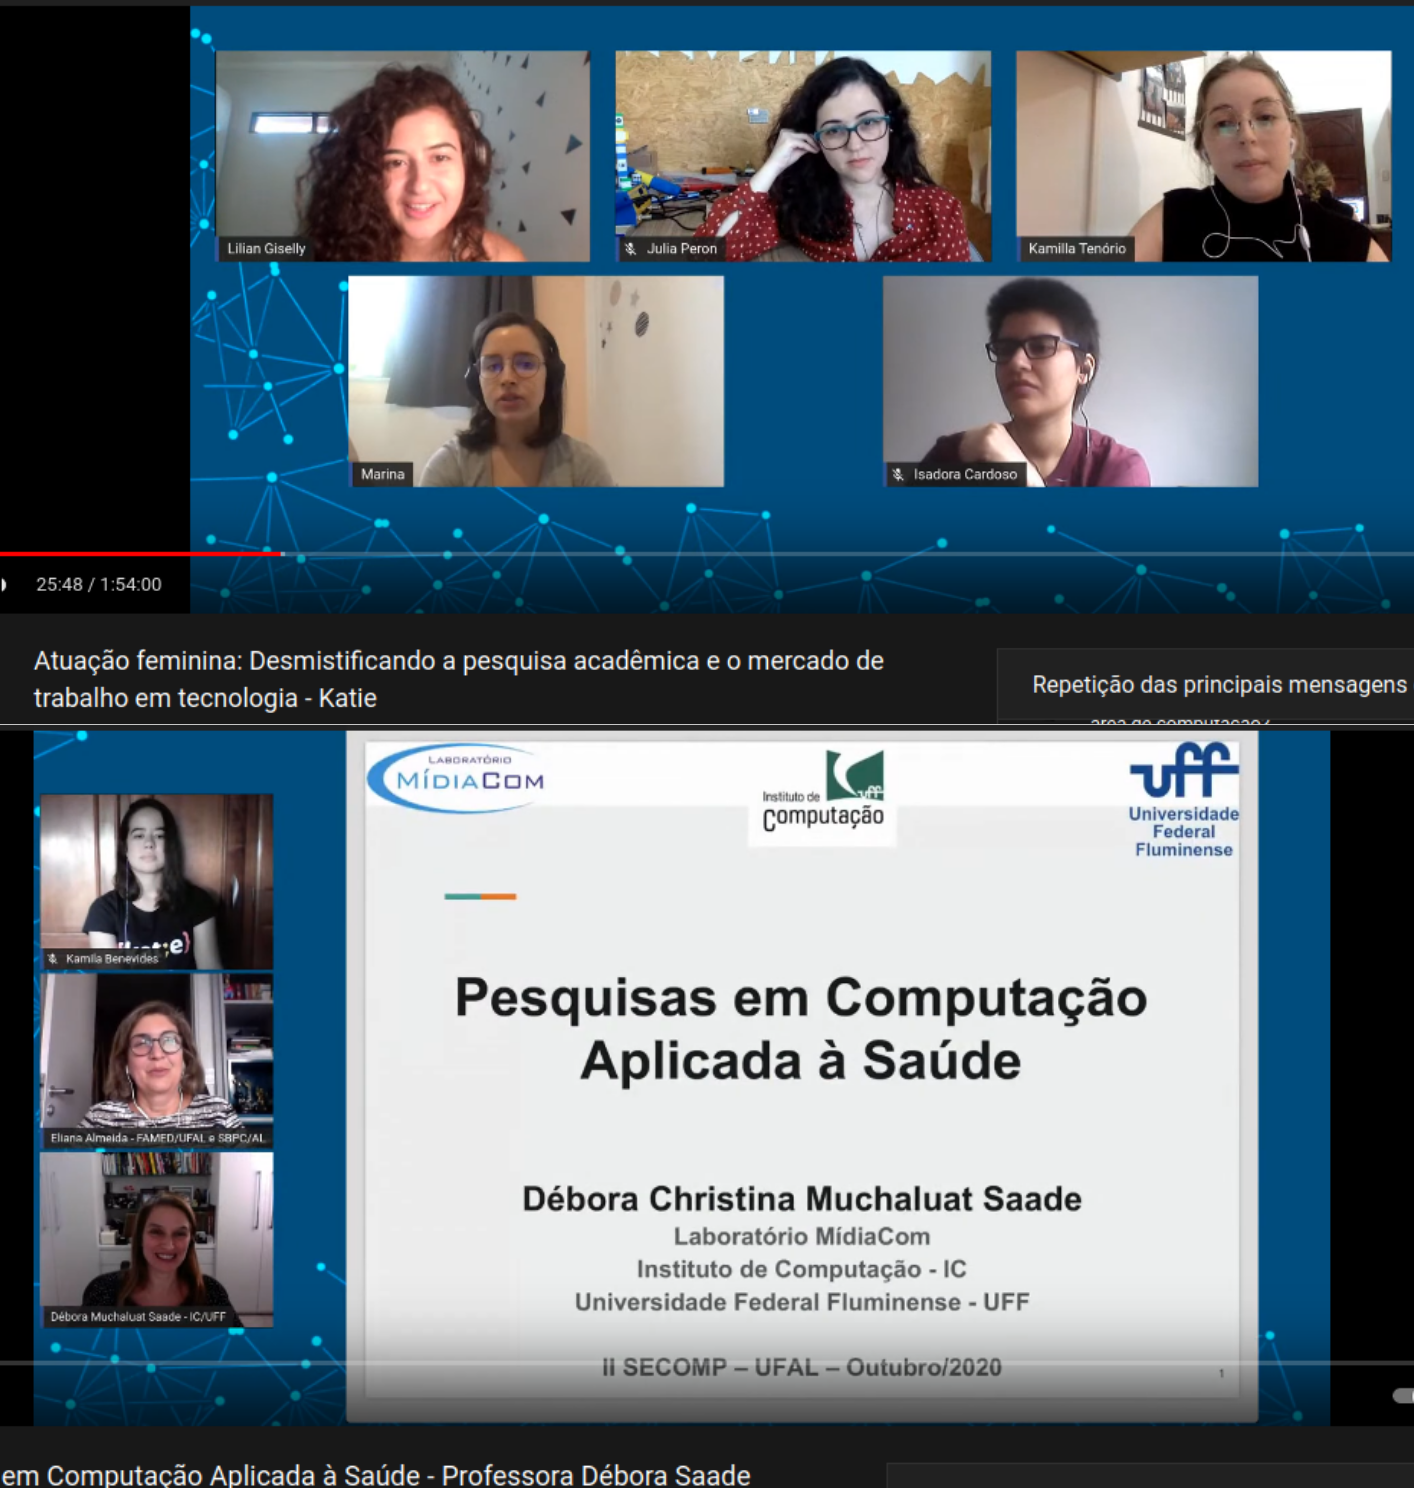 Lilian Giselly
Julia Peron
Kamilla Tenório
Marina
Isadora Cardoso
25:48 / 1:54:00
Atuação feminina: Desmistificando a pesquisa acadêmica e o mercado de
trabalho em tecnologia - Katie
Repetição das principais mensagens
área de computação?
LABORATÓRIO
MÍDIACOM
Instituto de
Computação
uff
uff
Universidade
Federal
Fluminense
Kamila Benevides
Eliana Almeida - FAMED/UFAL e SBPC/AL
Débora Muchaluat Saade - IC/UFF
Pesquisas em Computação
Aplicada à Saúde
Débora Christina Muchaluat Saade
Laboratório MídiaCom
Instituto de Computação - IC
Universidade Federal Fluminense - UFF
II SECOMP – UFAL – Outubro/2020
1
em Computação Aplicada à Saúde - Professora Débora Saade